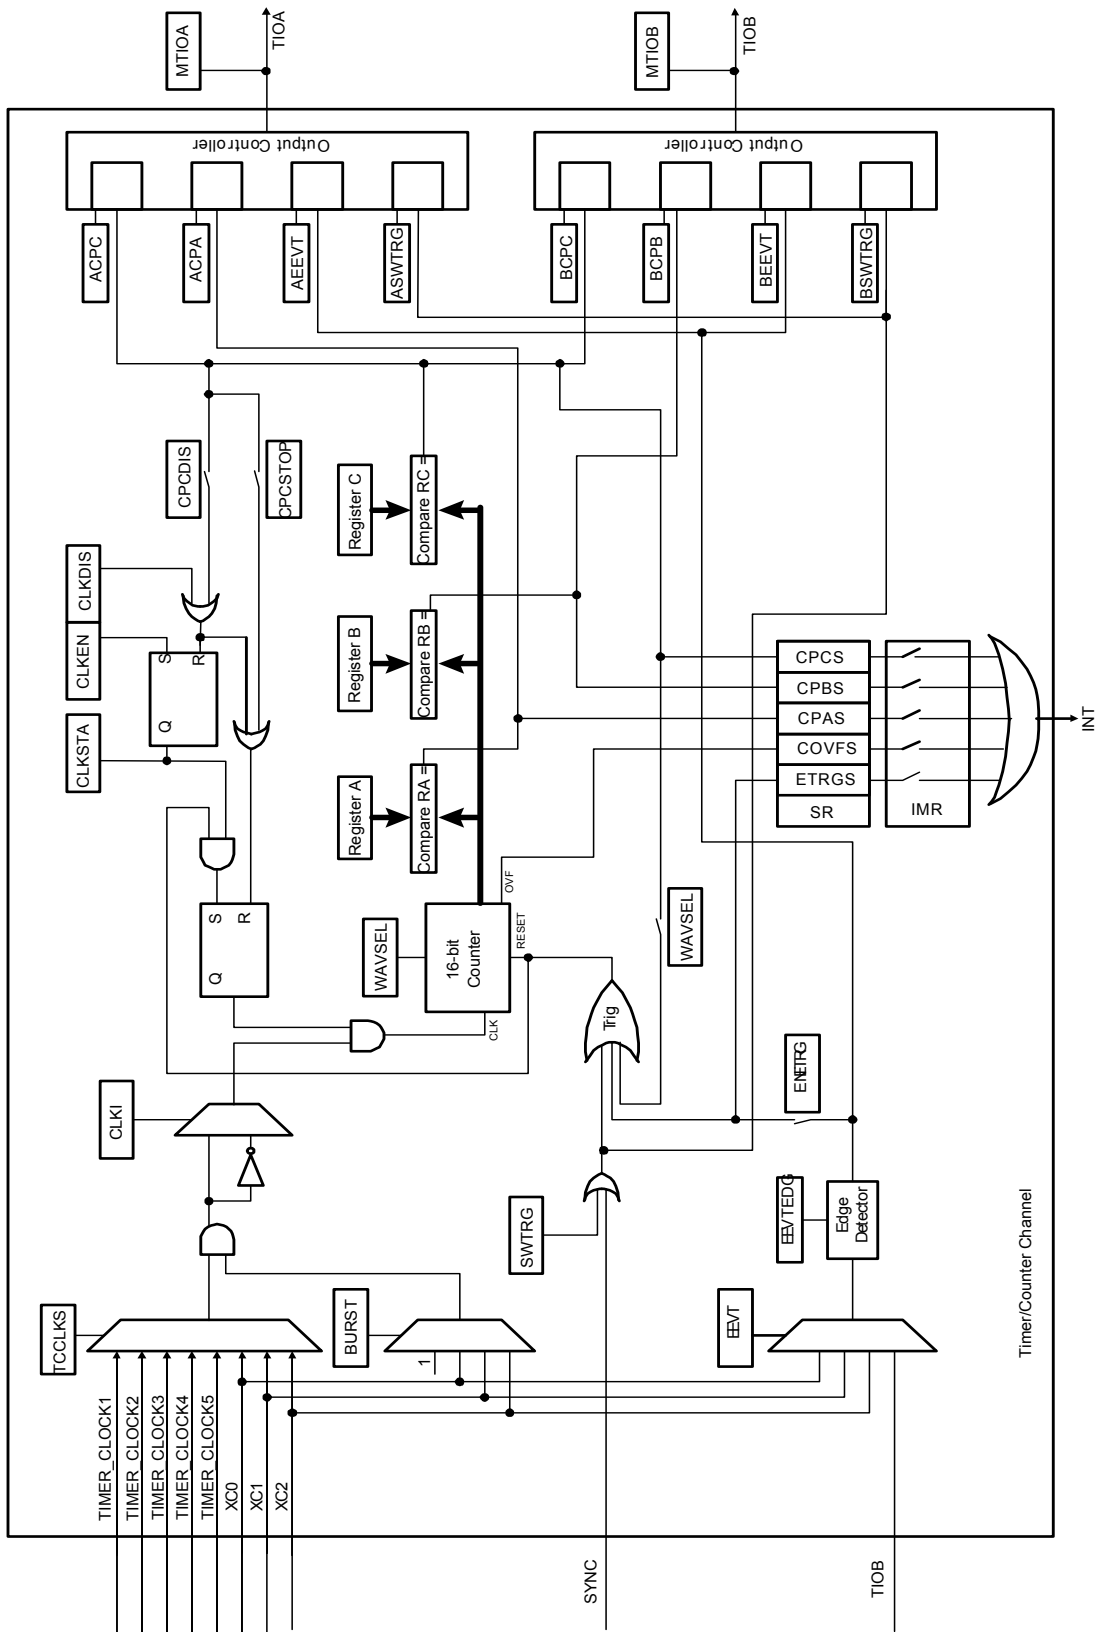 MTIOA
TIOA
MTIOB
TIOB
Output Controller
Output Controller
ACPC
ACPA
AEEVT
ASWTRG
BCPC
BCPB
BEEVT
BSWTRG
CPCDIS
CPCSTOP
CLKDIS
CLKEN
CLKSTA
S
R
Q
Register C
Compare RC =
Register B
Compare RB =
Register A
Compare RA =
CPCS
CPBS
CPAS
COVFS
ETRGS
SR
IMR
INT
S
R
Q
WAVSEL
16-bit
Counter
OVF
RESET
CLK
WAVSEL
Trig
ENETRG
CLKI
SWTRG
EEVTEDG
Edge
Detector
TCCLKS
BURST
1
EEVT
TIMER_CLOCK1
TIMER_CLOCK2
TIMER_CLOCK3
TIMER_CLOCK4
TIMER_CLOCK5
XC0
XC1
XC2
SYNC
TIOB
Timer/Counter Channel